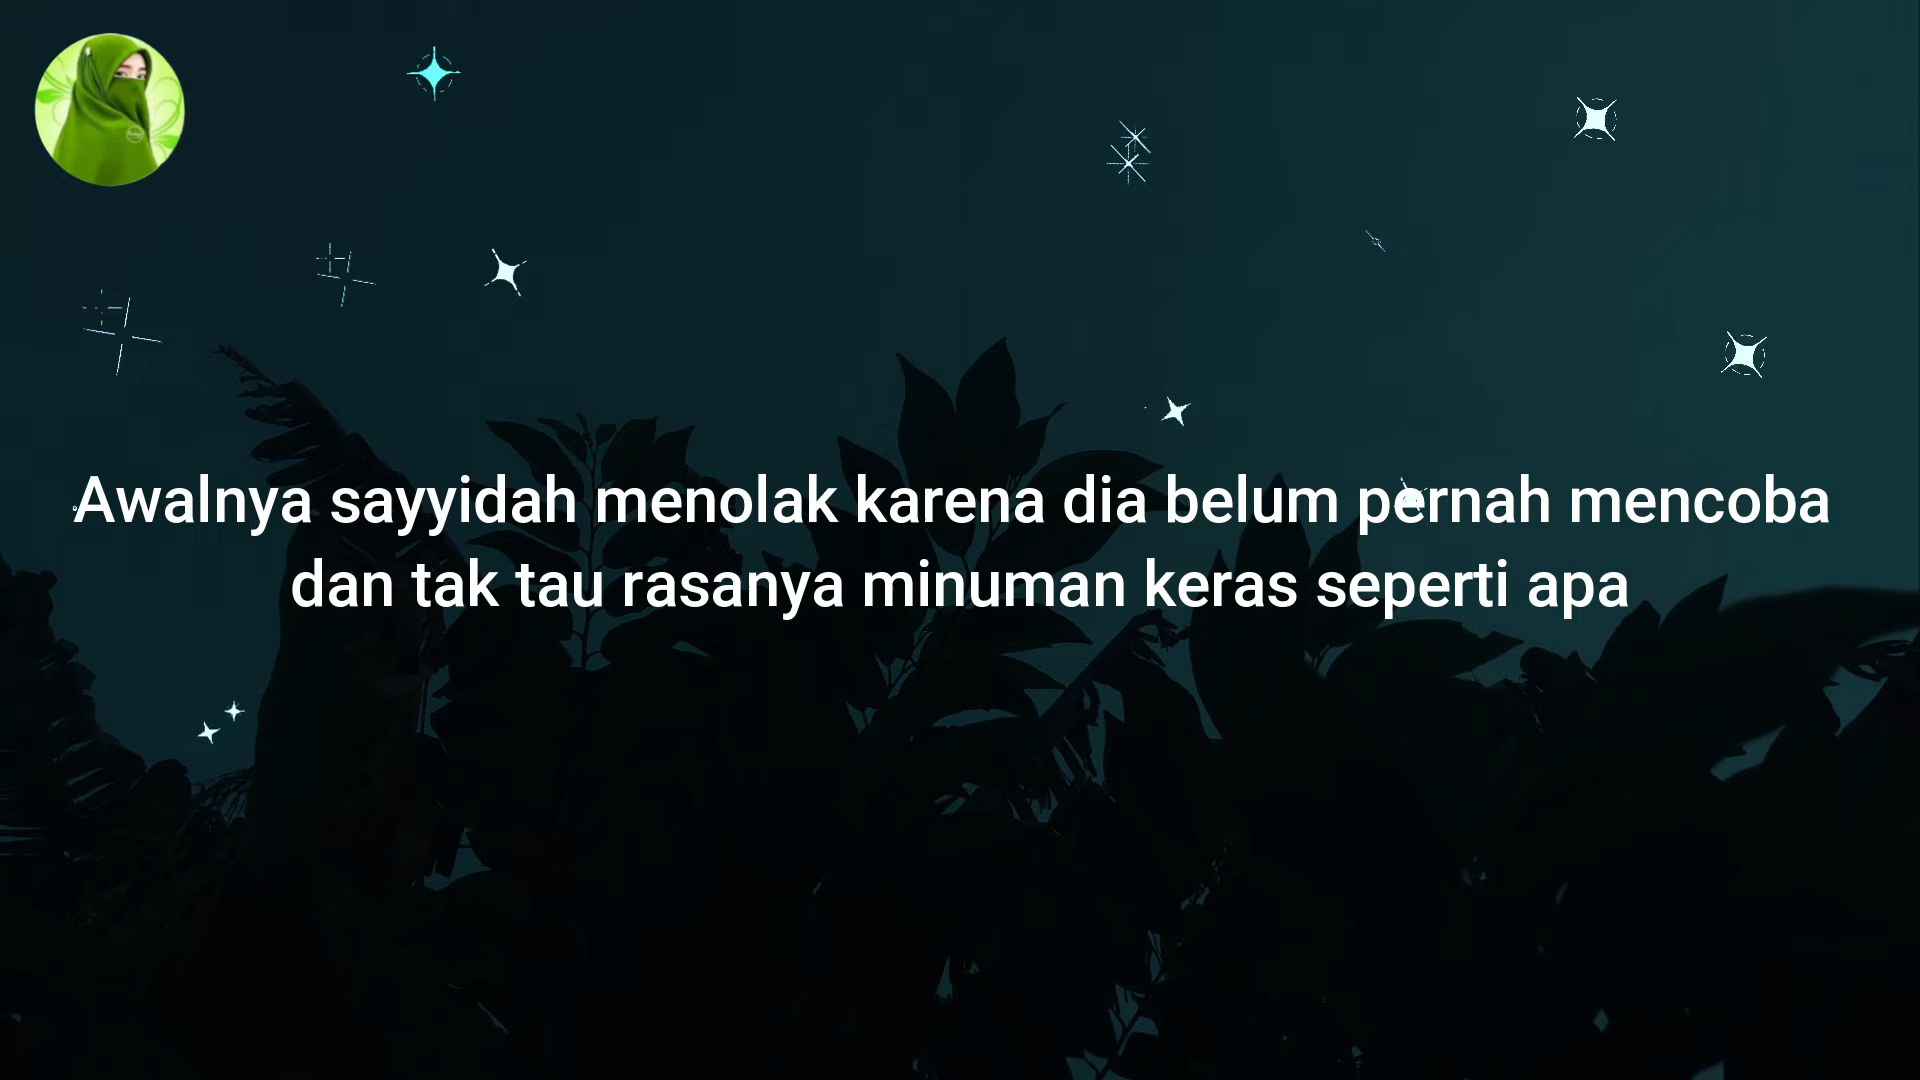 Awalnya sayyidah menolak karena dia belum pernah mencoba
dan tak tau rasanya minuman keras seperti apa